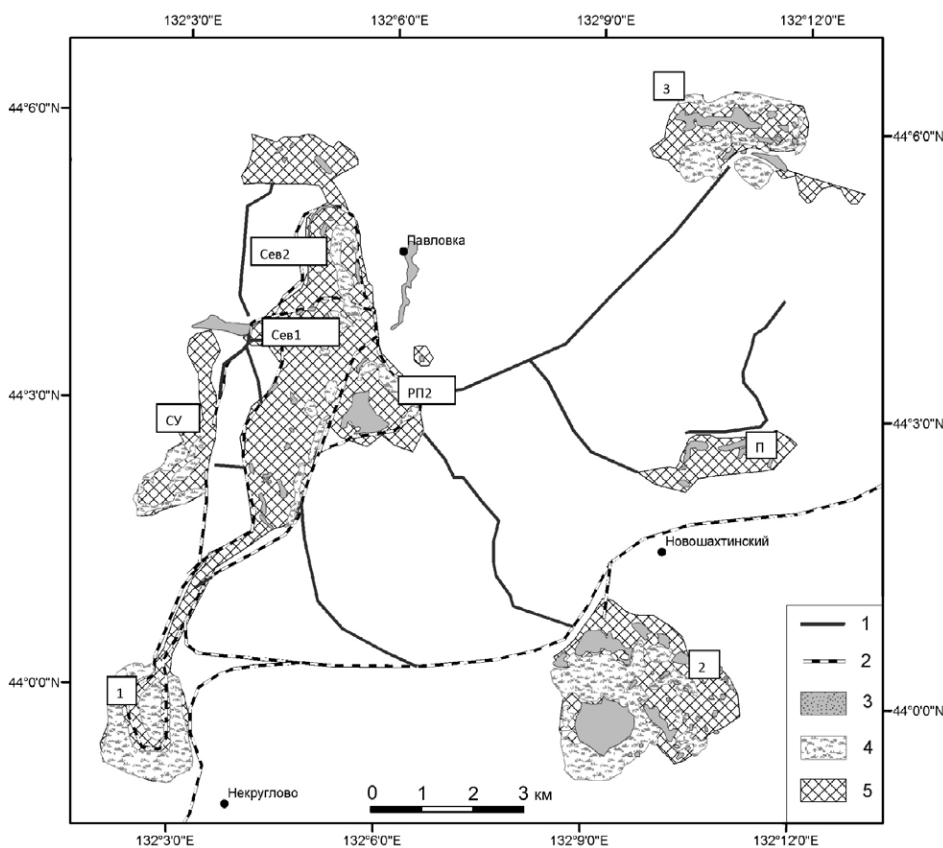 132°3'0"E
132°6'0"E
132°9'0"E
132°12'0"E
44°6'0"N
44°6'0"N
3
Павловка
Сев2
Сев1
РП2
СУ
44°3'0"N
44°3'0"N
П
Новошахтинский
1
2
44°0'0"N
44°0'0"N
Некруглово
0 1 2 3 км
1
2
3
4
5
132°3'0"E
132°6'0"E
132°9'0"E
132°12'0"E